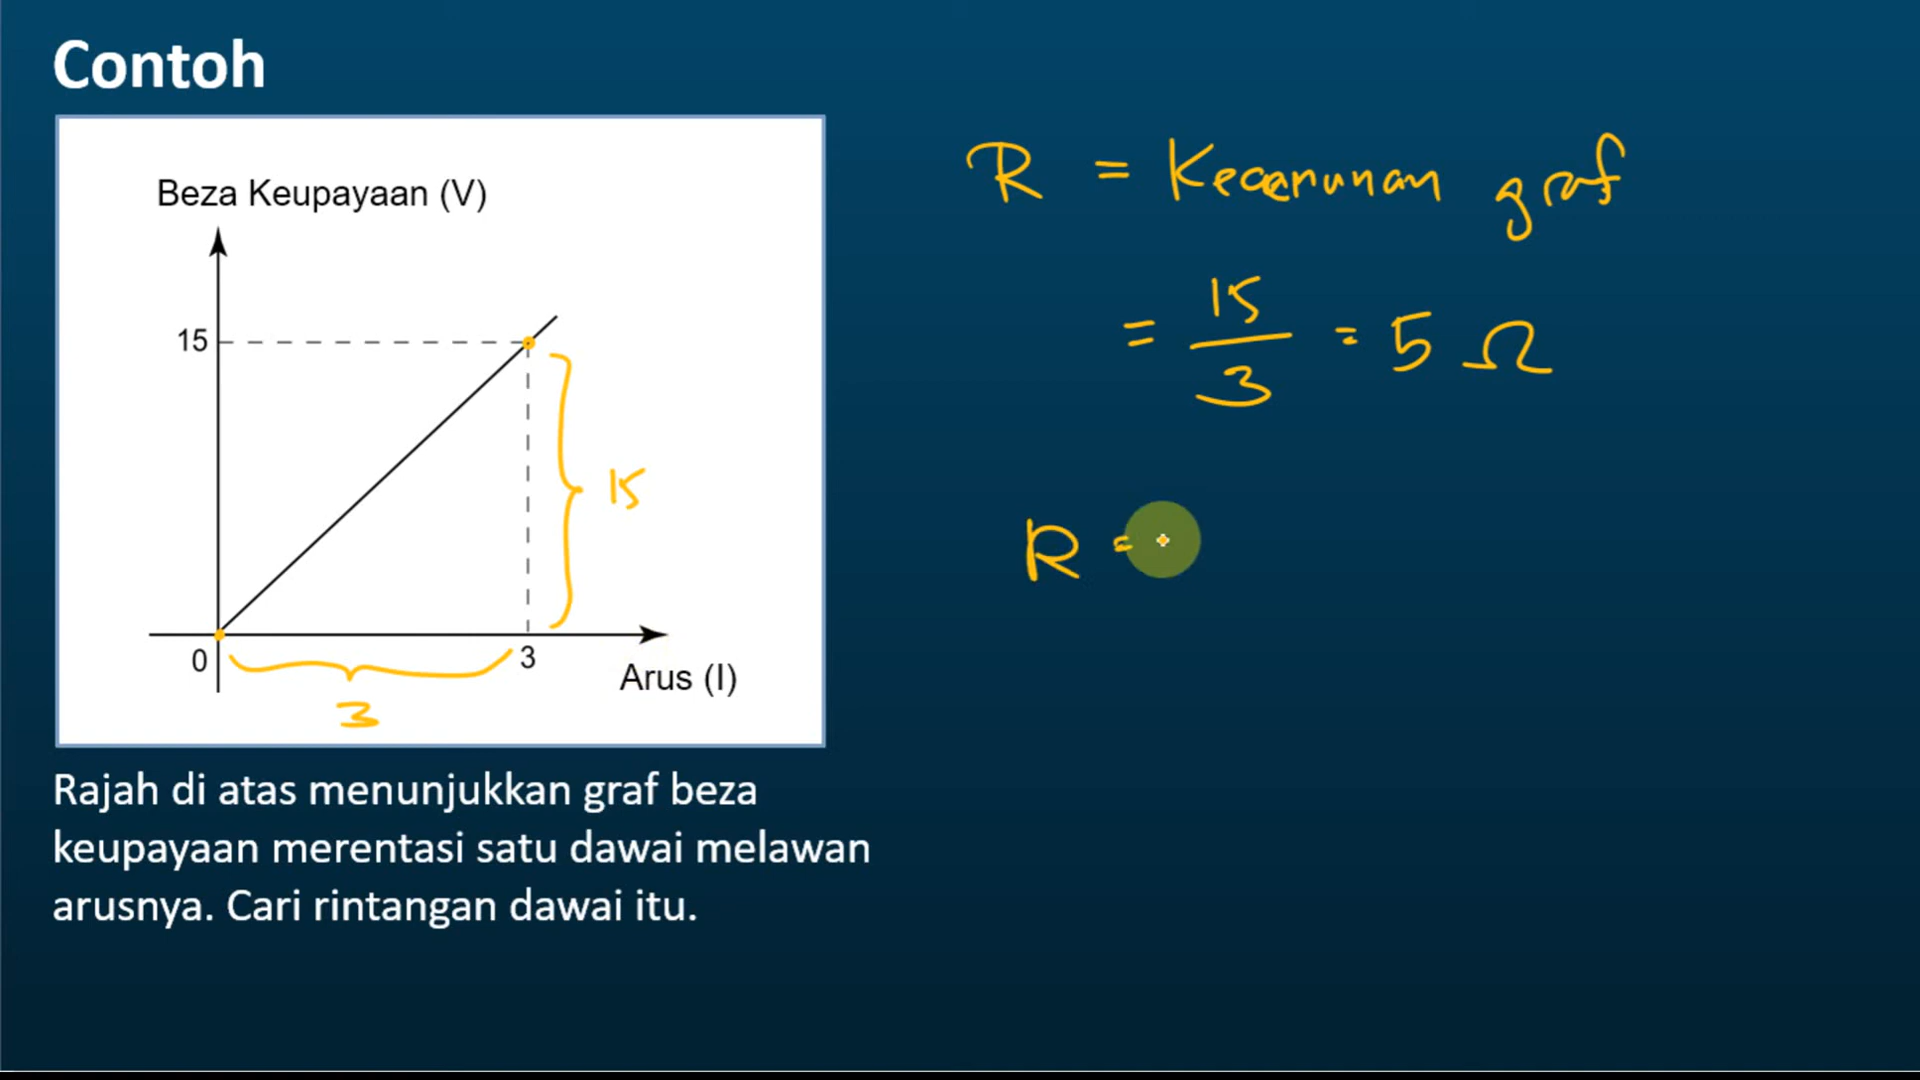 Contoh
Beza Keupayaan (V)
15
15
0
3
3
Arus (I)
Rajah di atas menunjukkan graf beza
keupayaan merentasi satu dawai melawan
arusnya. Cari rintangan dawai itu.
R = Kecerunan graf
= 15/3 = 5 Ω
R =